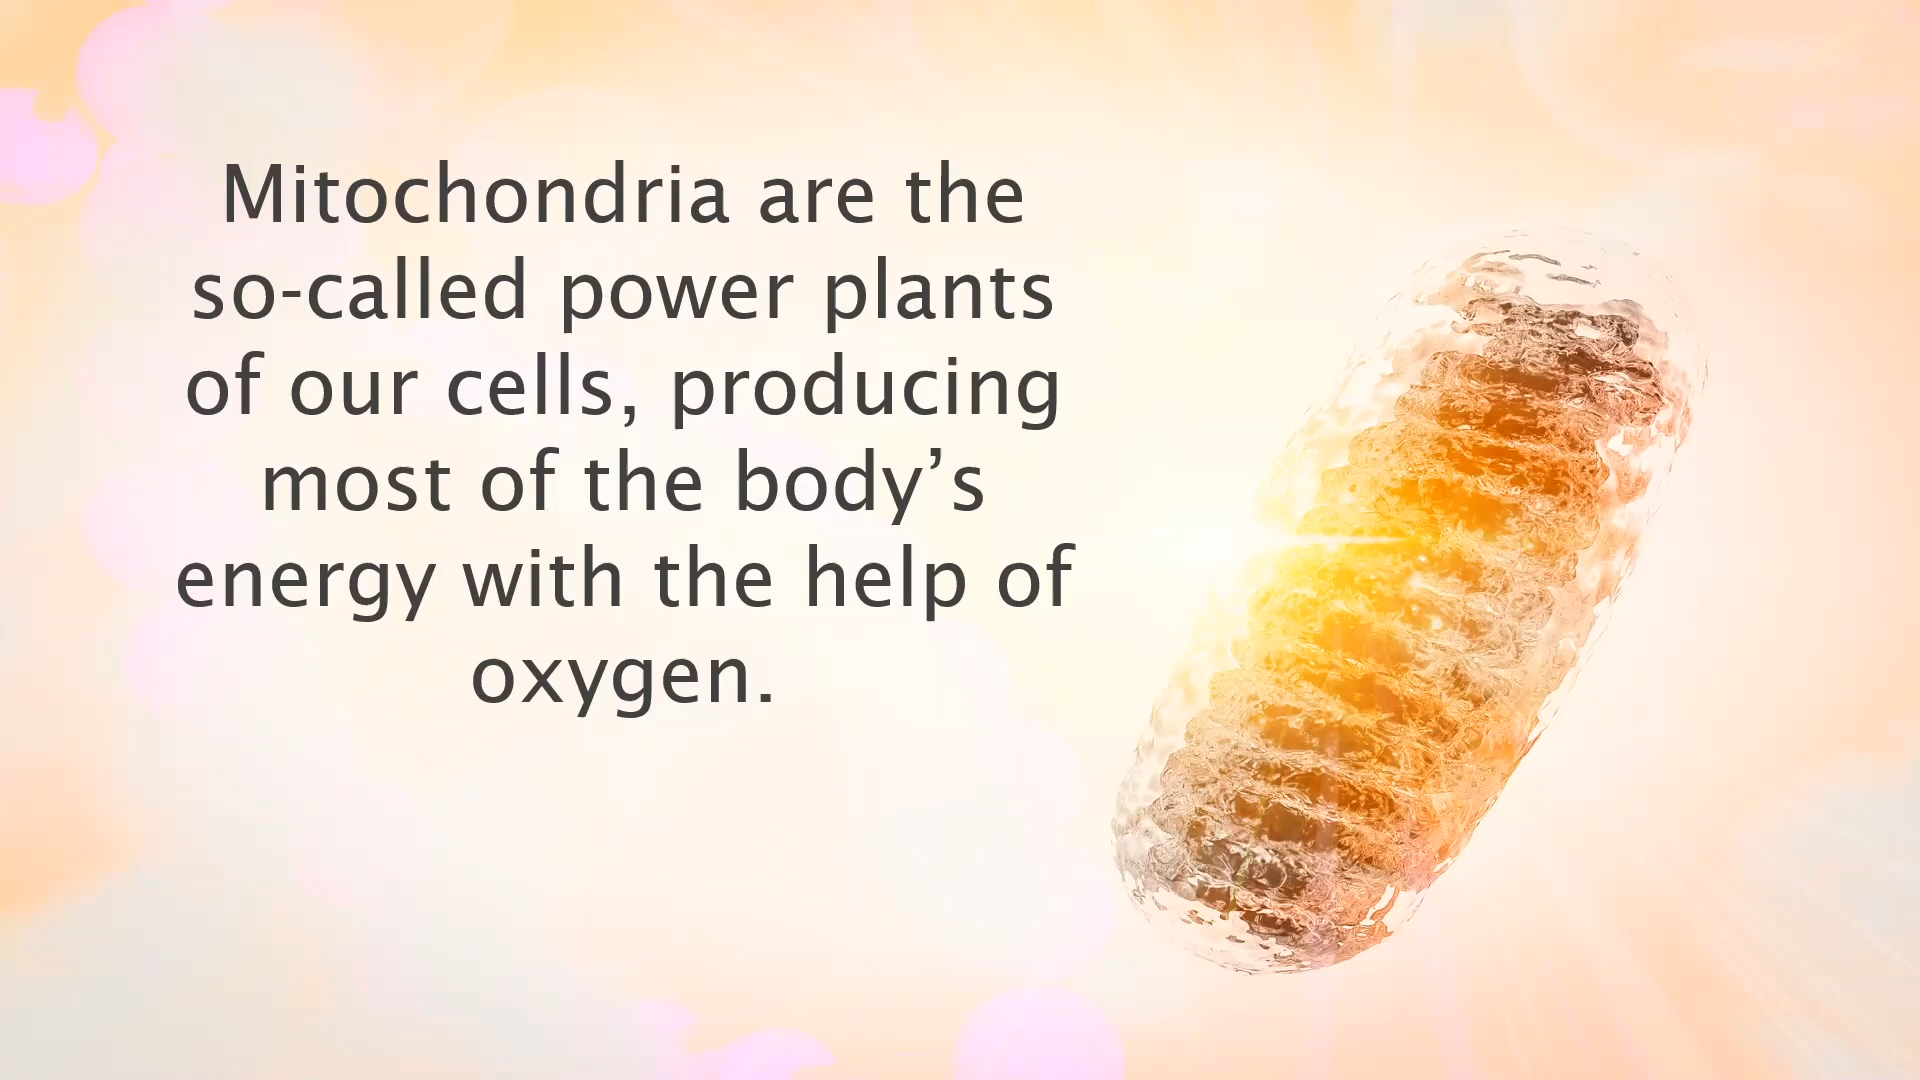 Mitochondria are the
so-called power plants
of our cells, producing
most of the body’s
energy with the help of
oxygen.